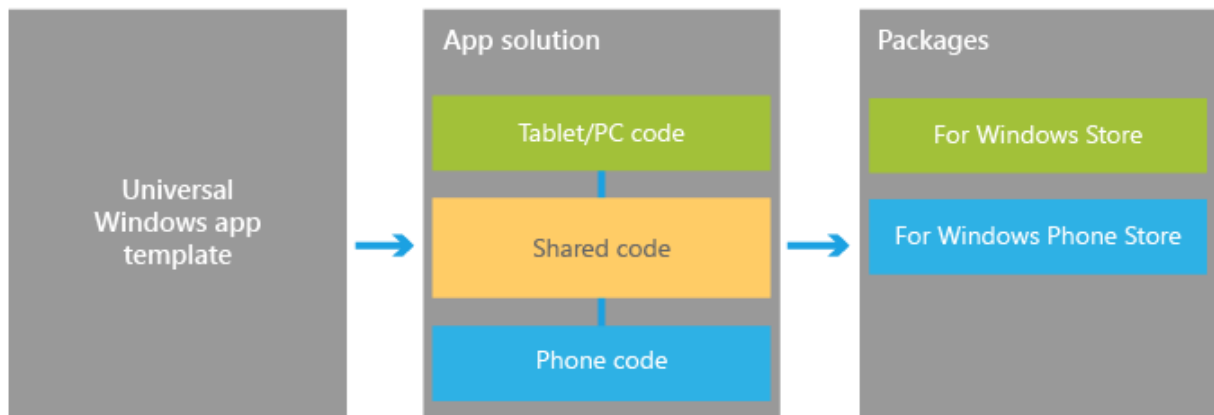 Universal
Windows app
template
App solution
Tablet/PC code
Shared code
Phone code
Packages
For Windows Store
For Windows Phone Store